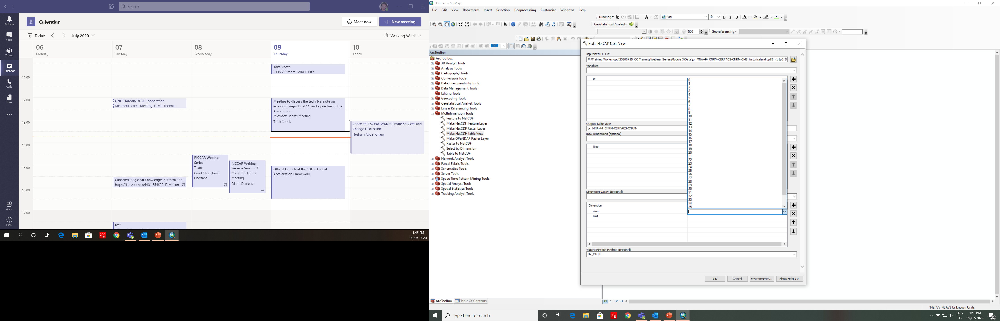 Search
Calendar
Meet now
New meeting
Today
July 2020
Working Week
Activity
Chat
Teams
Calendar
Calls
Files
Apps
Help
06
Monday
07
Tuesday
08
Wednesday
09
Thursday
10
Friday
11:00
12:00
13:00
14:00
15:00
16:00
17:00
UNCT Jordan/DESA Cooperation
Microsoft Teams Meeting David Thomas
Canceled: Regional Knowledge Platform and
https://fao.zoom.us/j/561554680 Davidson,
test
RICCAR Webinar
Series
Teams
Carol Chouchani
Cherfane
RICCAR Webinar
Series – Session 2
Microsoft Teams
Meeting
Olana Demessie
Take Photo
B1 in VIP room Mira El Bizri
Meeting to discuss the technical note on
economic impacts of CC on key sectors in the
Arab region
Microsoft Teams Meeting
Tarek Sadek
Official Launch of the SDG 6 Global
Acceleration Framework
Canceled: ESCWA-WMO Climate Services and
Change Discussion
Hesham Abdel Ghany
1:46 PM
09/07/2020
Untitled - ArcMap
File Edit View Bookmarks Insert Selection Geoprocessing Customize Windows Help
Drawing
A
Arial
10
B I U A
Geostatistical Analyst
500
Georeferencing
ArcToolbox
ArcToolbox
3D Analyst Tools
Analysis Tools
Cartography Tools
Conversion Tools
Data Interoperability Tools
Data Management Tools
Editing Tools
Geocoding Tools
Geostatistical Analyst Tools
Linear Referencing Tools
Multidimension Tools
Feature to NetCDF
Make NetCDF Feature Layer
Make NetCDF Raster Layer
Make NetCDF Table View
Make OPeNDAP Raster Layer
Raster to NetCDF
Select by Dimension
Table to NetCDF
Network Analyst Tools
Parcel Fabric Tools
Schematics Tools
Server Tools
Space Time Pattern Mining Tools
Spatial Analyst Tools
Spatial Statistics Tools
Tracking Analyst Tools
ArcToolbox
Table Of Contents
Make NetCDF Table View
Input netCDF File
F:\Training Workshops\20200415_CC Training Webinar Series\Module 3\Data\pr_MNA-44_CNRM-CERFACS-CNRM-CM5_historicalandrcp85_r1i1p1_S
Variables
pr
Output Table View
pr_MNA-44_CNRM-CERFACS-CNRM-
Row Dimensions (optional)
time
Dimension Values (optional)
Dimension
nlon
nlat
0
1
2
3
4
5
6
7
8
9
10
11
12
13
14
15
16
17
18
19
20
21
22
23
24
25
26
27
28
29
30
31
32
33
34
35
Value Selection Method (optional)
BY_VALUE
OK
Cancel
Environments...
Show Help >>
142.777 43.673 Unknown Units
Type here to search
ENG
US
1:46 PM
09/07/2020
22